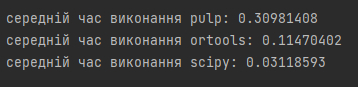 середній час виконання pulp: 0.30981408
середній час виконання ortools: 0.11470402
середній час виконання scipy: 0.03118593